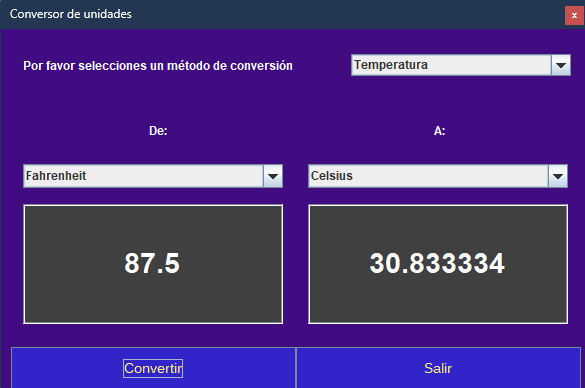 Conversor de unidades
x
Por favor selecciones un método de conversión
Temperatura
De:
A:
Fahrenheit
Celsius
87.5
30.833334
Convertir
Salir